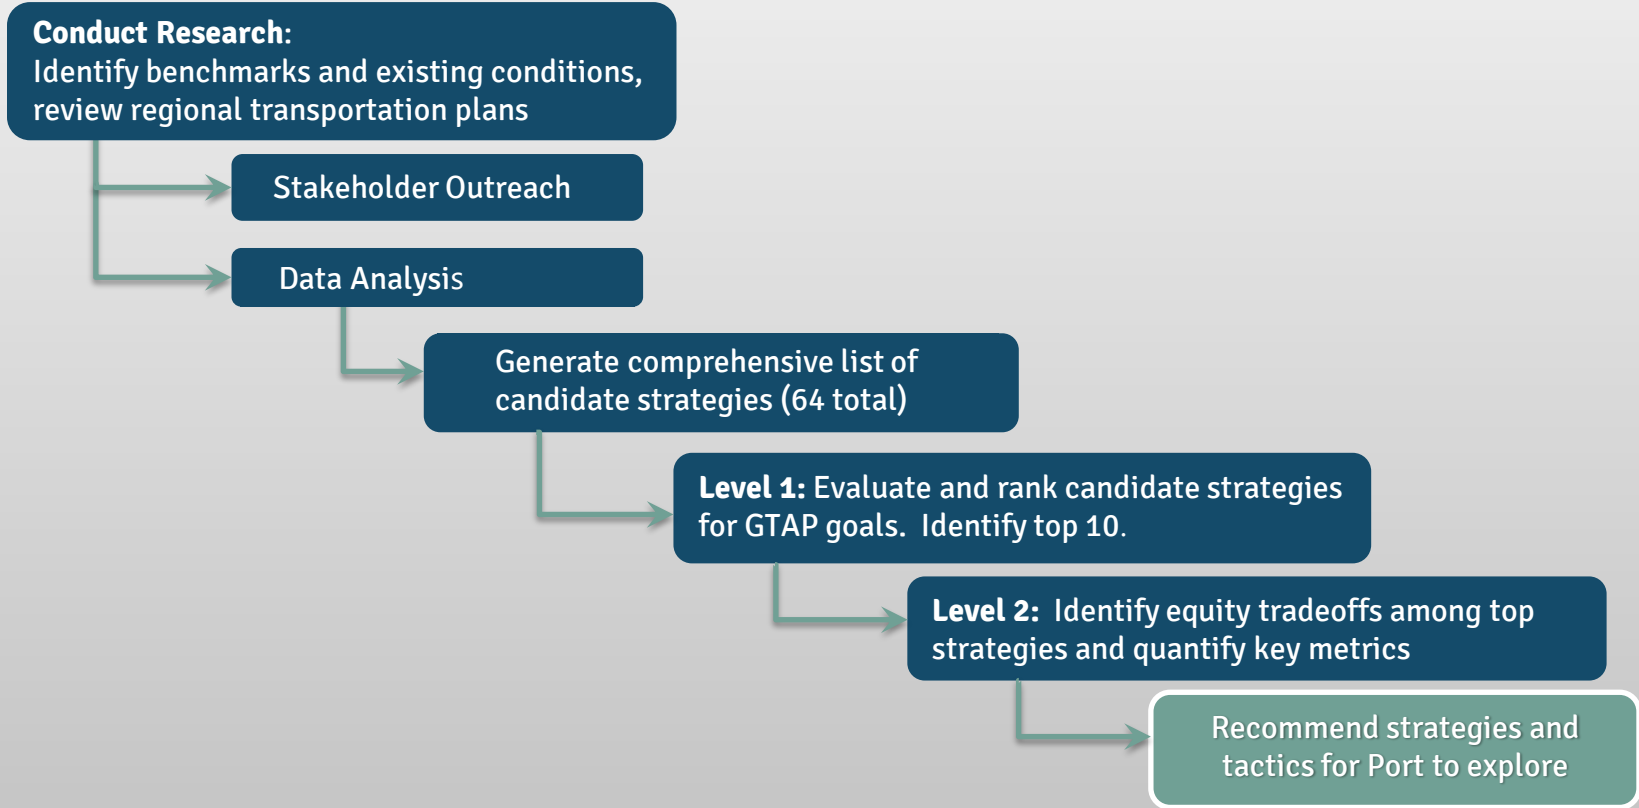 Conduct Research:
Identify benchmarks and existing conditions,
review regional transportation plans
Stakeholder Outreach
Data Analysis
Generate comprehensive list of
candidate strategies (64 total)
Level 1: Evaluate and rank candidate strategies
for GTAP goals.  Identify top 10.
Level 2:  Identify equity tradeoffs among top
strategies and quantify key metrics
Recommend strategies and
tactics for Port to explore